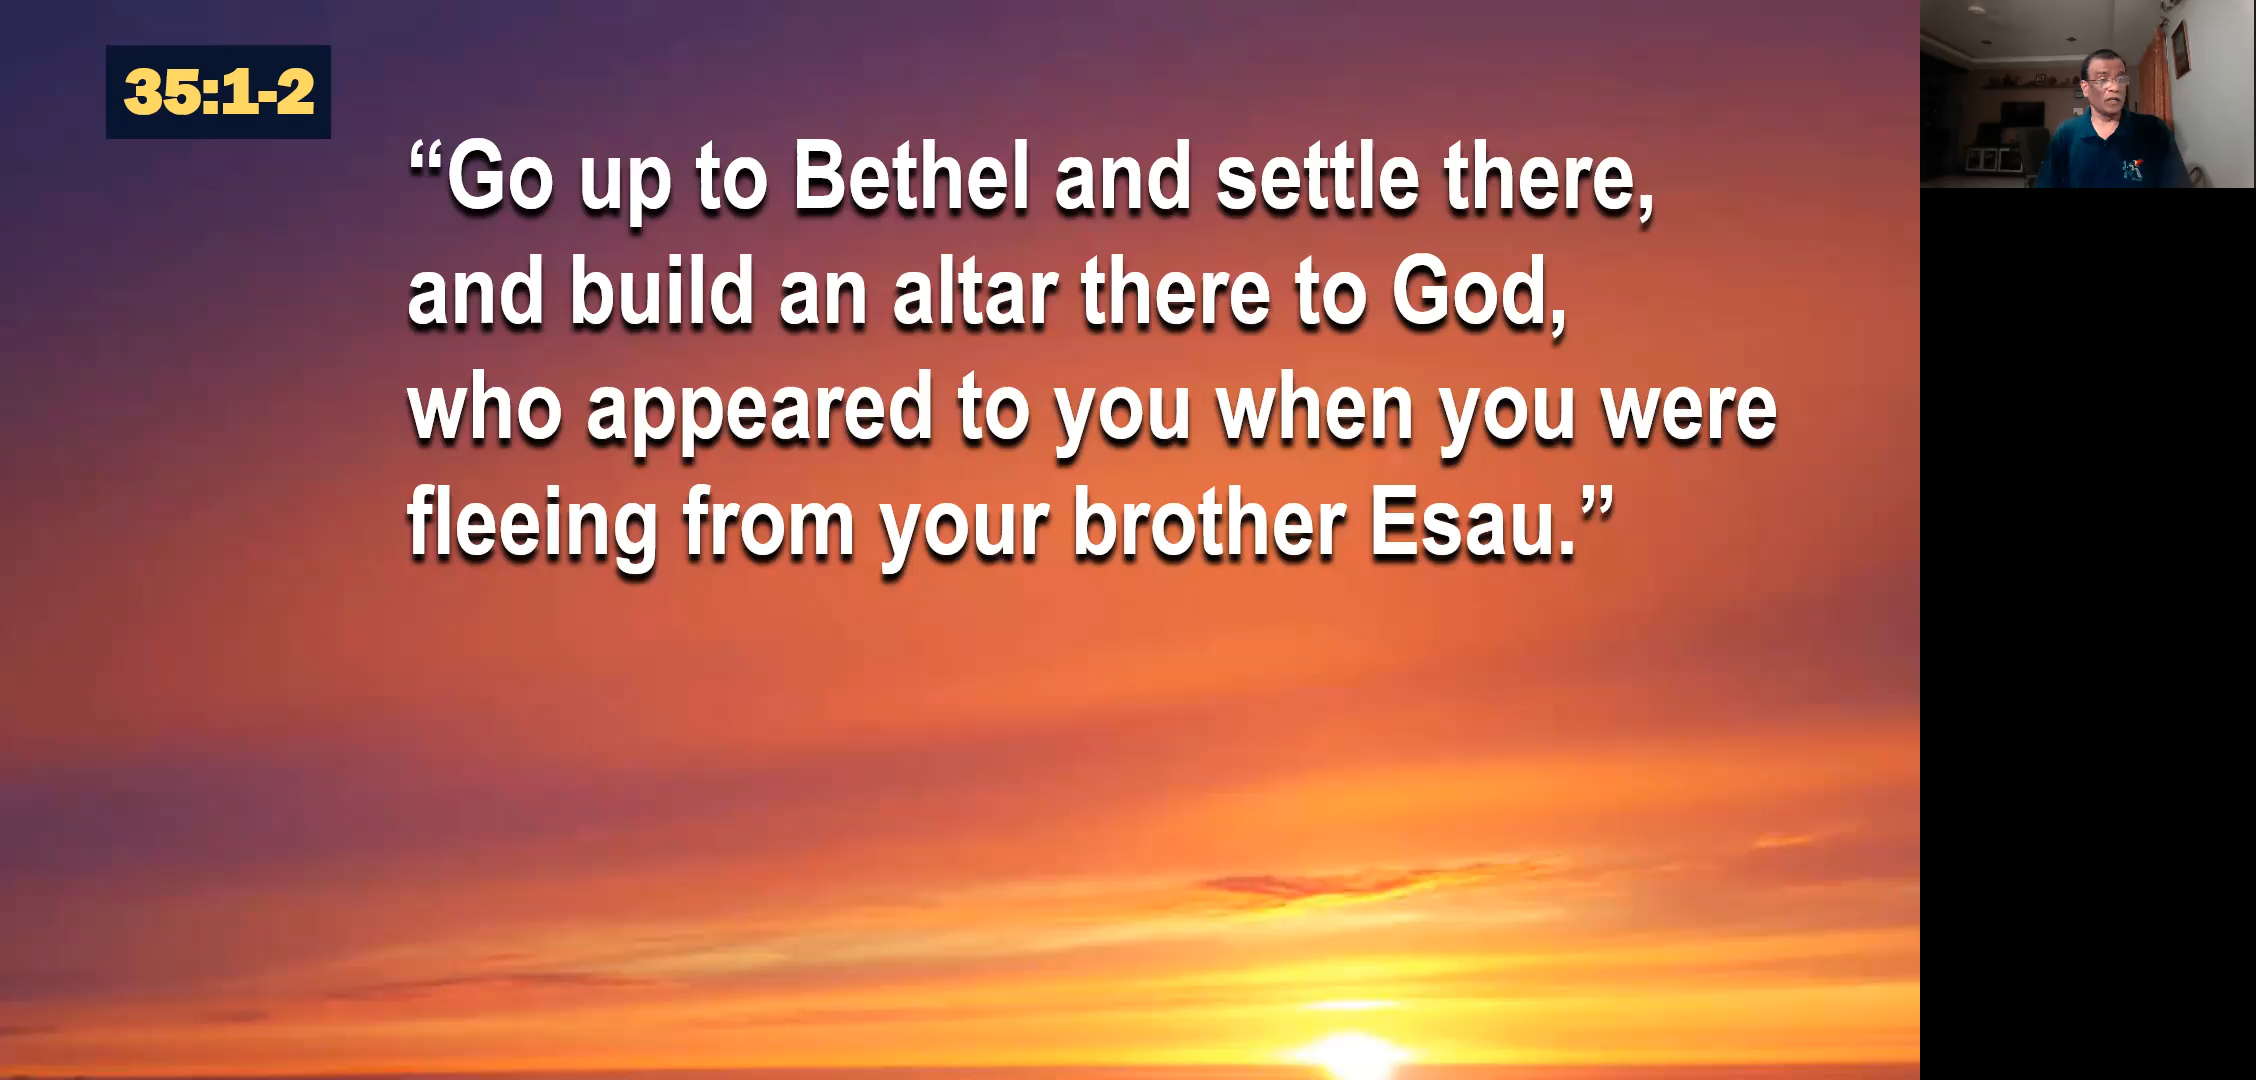 35:1-2
“Go up to Bethel and settle there,
and build an altar there to God,
who appeared to you when you were
fleeing from your brother Esau.”